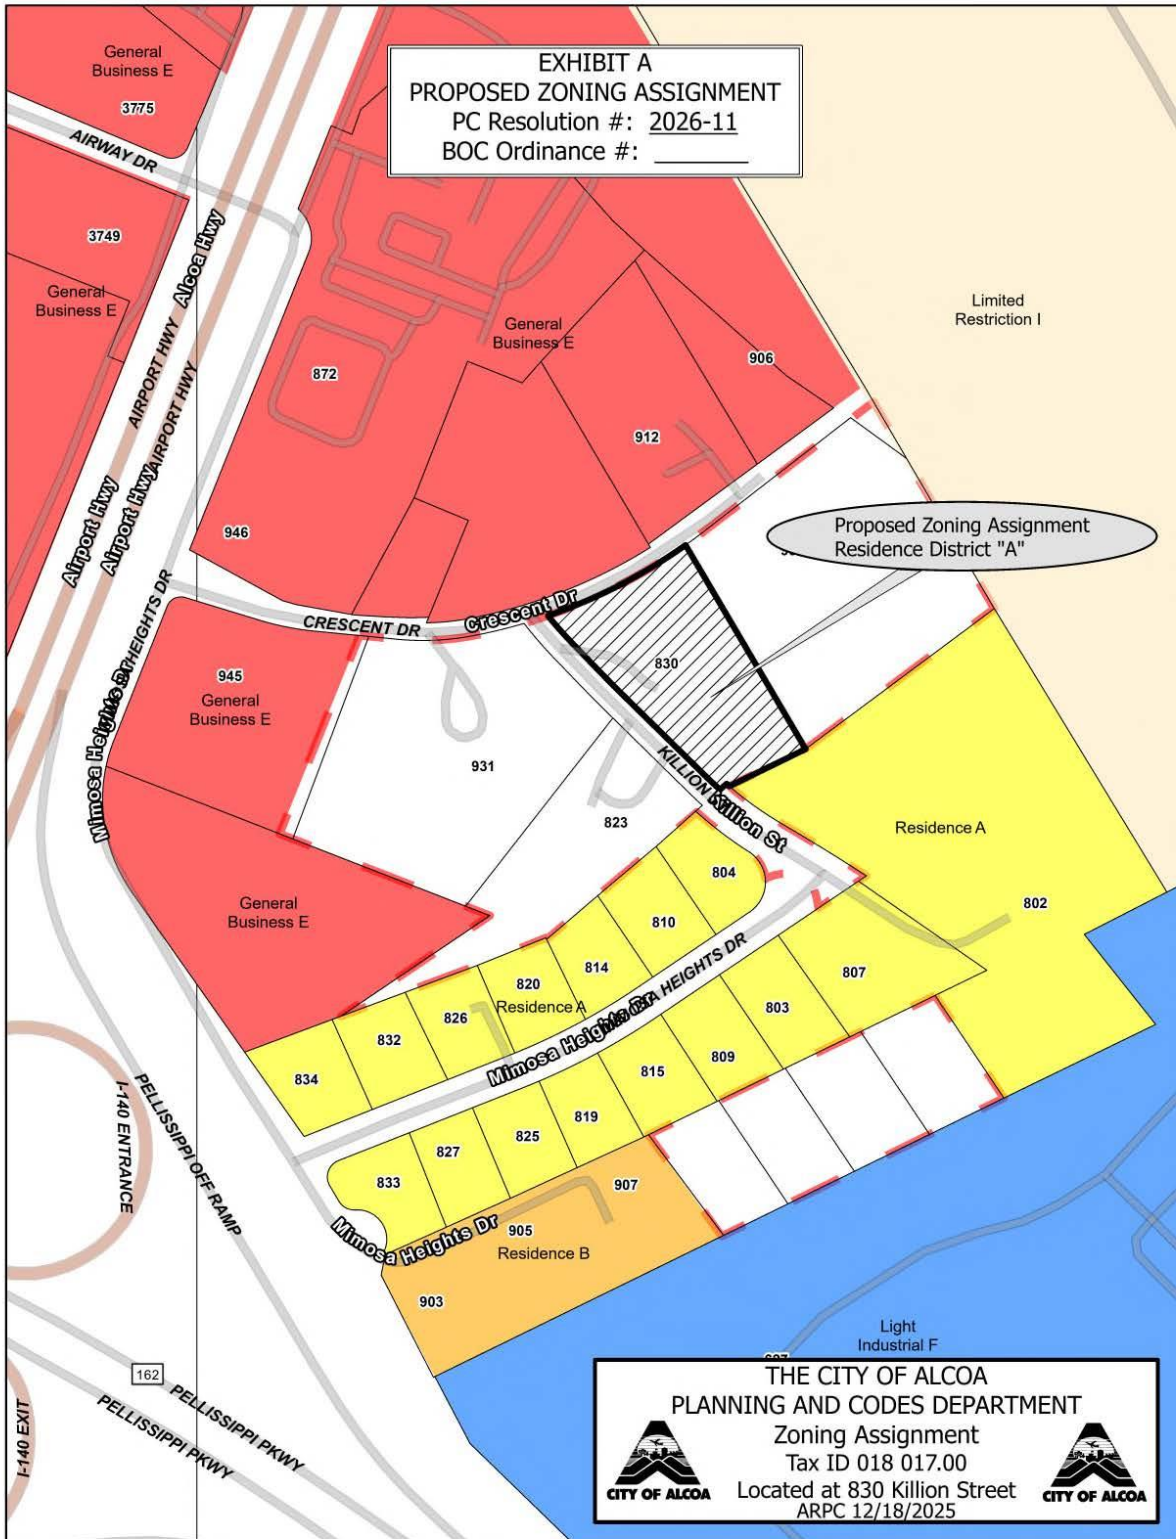 EXHIBIT A
PROPOSED ZONING ASSIGNMENT
PC Resolution #: 2026-11
BOC Ordinance #: ________
General
Business E
3775
AIRWAY DR
3749
General
Business E
Alcoa Hwy
AIRPORT HWY
AIRPORT HWY
Airport Hwy
Airport Hwy
872
General
Business E
906
912
946
Limited
Restriction I
Proposed Zoning Assignment
Residence District "A"
CRESCENT DR
Crescent Dr
HEIGHTS DR
Mimosa Heights Dr
945
General
Business E
830
931
KILLION
Killion St
823
Residence A
804
802
General
Business E
810
814
820
Residence A
826
832
834
HEIGHTS DR
Mimosa Heights Dr
807
803
809
815
819
825
827
833
907
905
Residence B
903
Mimosa Heights Dr
I-140 ENTRANCE
PELLISSIPPI OFF RAMP
162
PELLISSIPPI PKWY
PELLISSIPPI PKWY
I-140 EXIT
Light
Industrial F
THE CITY OF ALCOA
PLANNING AND CODES DEPARTMENT
Zoning Assignment
Tax ID 018 017.00
Located at 830 Killion Street
ARPC 12/18/2025
CITY OF ALCOA
CITY OF ALCOA